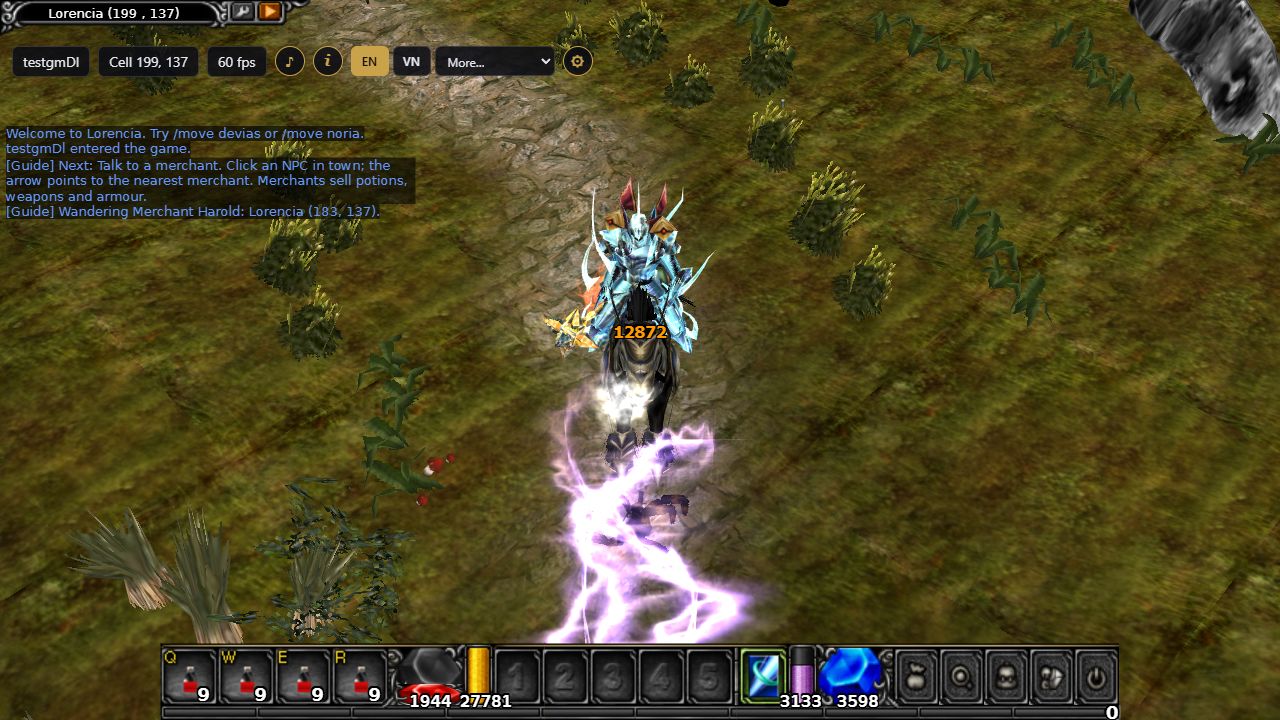 Lorencia (199 , 137)
testgmDl Cell 199, 137 60 fps EN VN More...
Welcome to Lorencia. Try /move devias or /move noria.
testgmDl entered the game.
[Guide] Next: Talk to a merchant. Click an NPC in town; the
arrow points to the nearest merchant. Merchants sell potions,
weapons and armour.
[Guide] Wandering Merchant Harold: Lorencia (183, 137).
12872
Q W E R 1 2 3 4 5
9 9 9 9 1944 27781 3133 3598
0